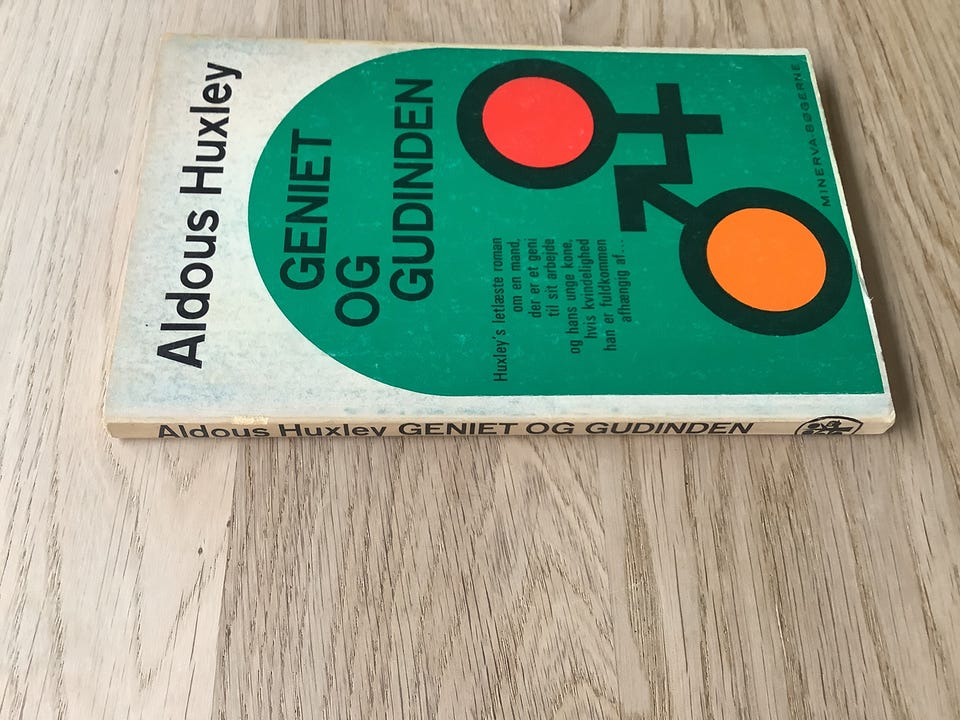 Aldous Huxley
GENIET
OG
GUDINDEN
Huxley's letlæste roman
om en mand,
der er et geni
til sit arbejde
og hans unge kone,
hvis kvindelighed
han er fuldkommen
afhængig af...
MINERVA-BØGERNE
Aldous Huxley GENIET OG GUDINDEN